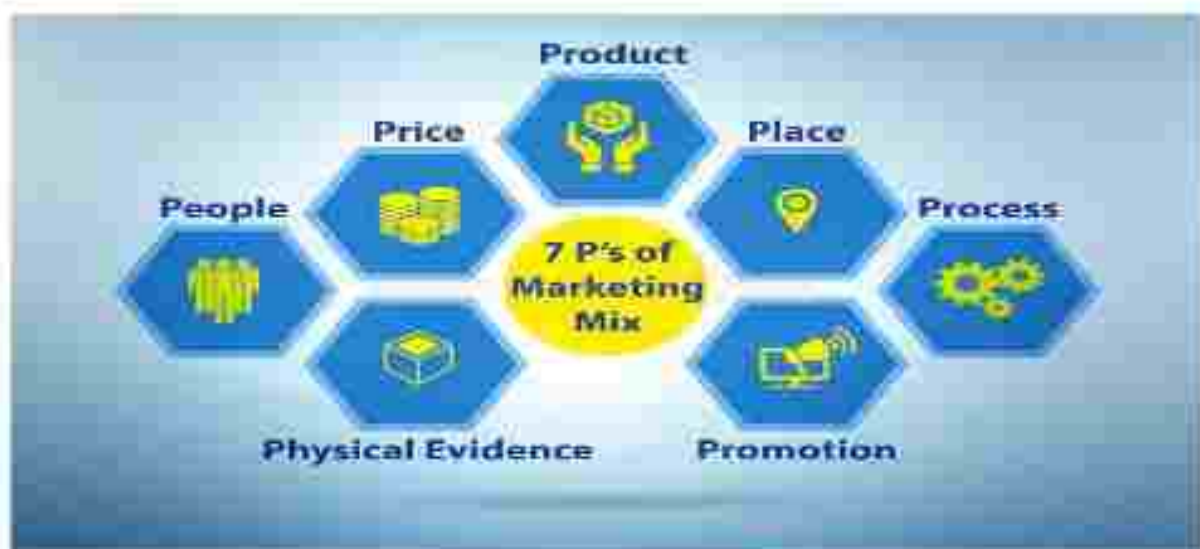 Product
Price
Place
People
Process
7 P's of
Marketing
Mix
Physical Evidence
Promotion